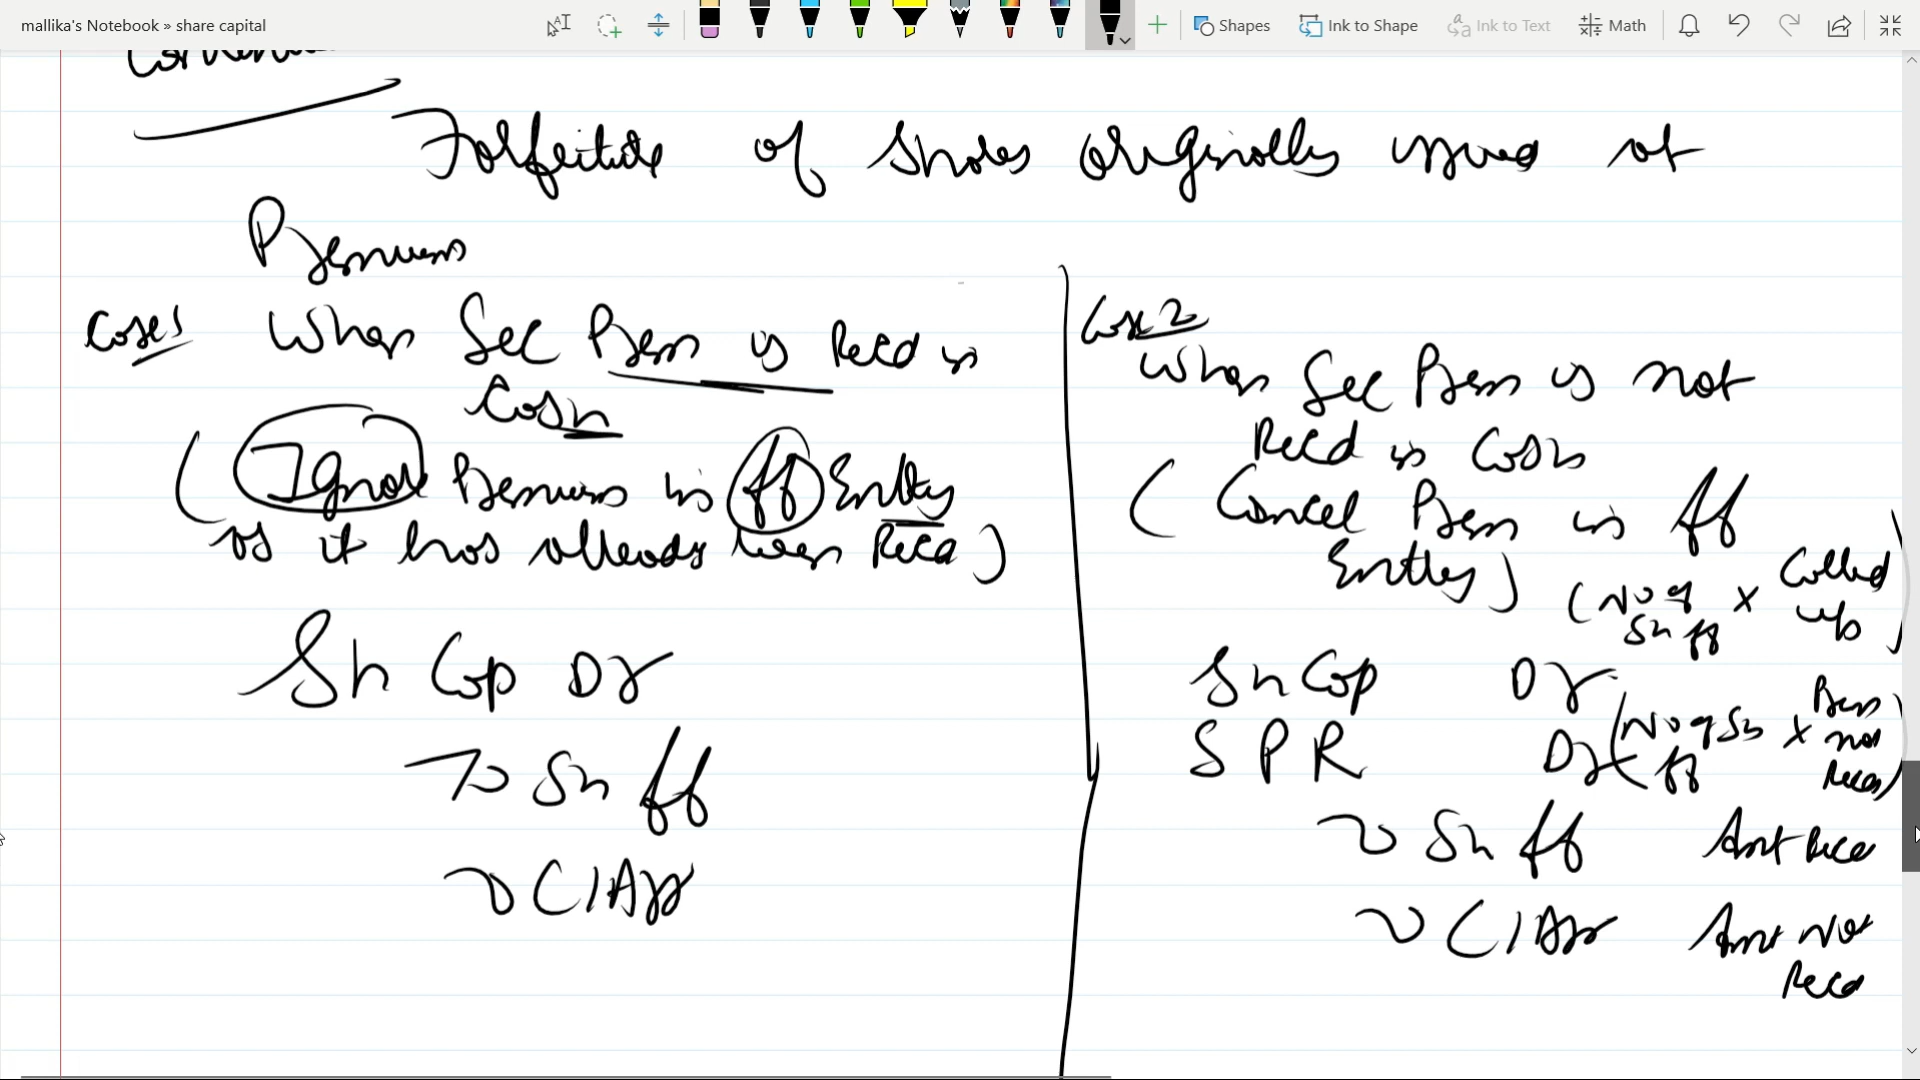 mallika's Notebook » share capital
Shapes
Ink to Shape
Ink to Text
Math
Forfeiture of Shares Originally issued at
Premium
Case 1 When Sec Prem is Recd in
Cash
(Ignore Premium in ff Entry
as it has already been Recd)
Sh Cap Dr
To Sh ff
To C/Arr
Case 2
When Sec Prem is not
Recd in Cash
(Cancel Prem in ff
Entry)
(No of Sh ff × Called up)
Sh Cap Dr
SPR Dr (No of Sh ff × Prem not Recd)
To Sh ff Amt Recd
To C/Arr Amt Not
Recd